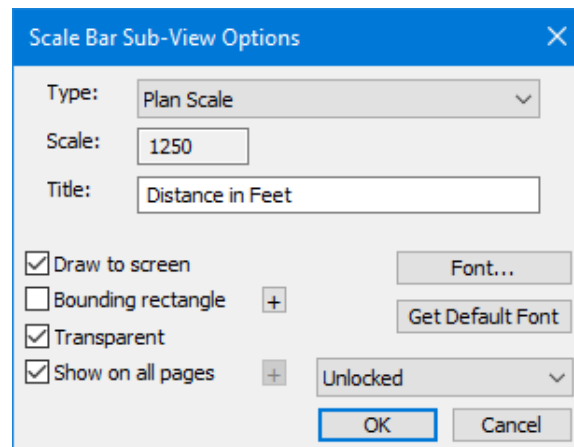 Scale Bar Sub-View Options
Type: Plan Scale
Scale: 1250
Title: Distance in Feet
Draw to screen
Font...
Bounding rectangle +
Get Default Font
Transparent
Show on all pages +
Unlocked
OK Cancel